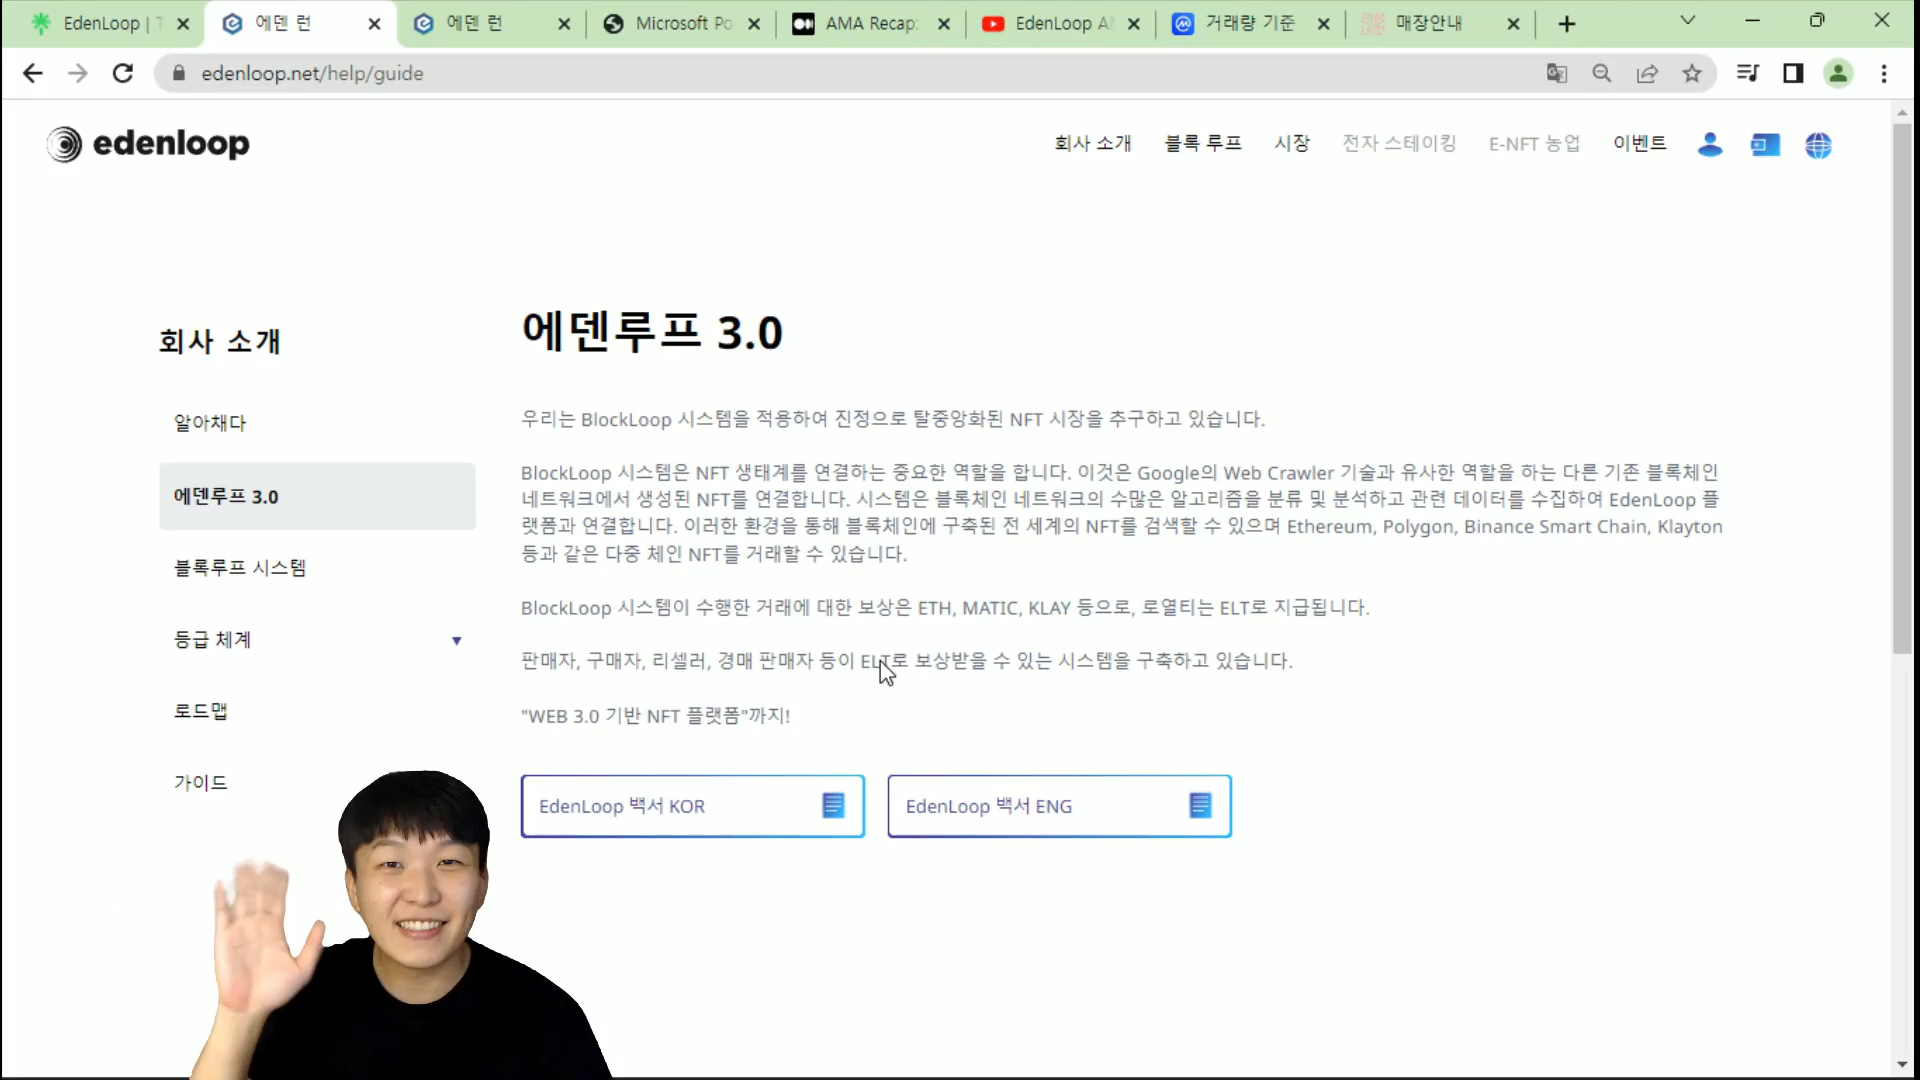 EdenLoop | T
에덴 런
에덴 런
Microsoft Po
AMA Recap:
EdenLoop A
거래량 기준
매장안내
edenloop.net/help/guide
edenloop
회사 소개
블록 루프
시장
전자 스테이킹
E-NFT 농업
이벤트
회사 소개
알아채다
에덴루프 3.0
블록루프 시스템
등급 체계
로드맵
가이드
에덴루프 3.0
우리는 BlockLoop 시스템을 적용하여 진정으로 탈중앙화된 NFT 시장을 추구하고 있습니다.
BlockLoop 시스템은 NFT 생태계를 연결하는 중요한 역할을 합니다. 이것은 Google의 Web Crawler 기술과 유사한 역할을 하는 다른 기존 블록체인
네트워크에서 생성된 NFT를 연결합니다. 시스템은 블록체인 네트워크의 수많은 알고리즘을 분류 및 분석하고 관련 데이터를 수집하여 EdenLoop 플
랫폼과 연결합니다. 이러한 환경을 통해 블록체인에 구축된 전 세계의 NFT를 검색할 수 있으며 Ethereum, Polygon, Binance Smart Chain, Klayton
등과 같은 다중 체인 NFT를 거래할 수 있습니다.
BlockLoop 시스템이 수행한 거래에 대한 보상은 ETH, MATIC, KLAY 등으로, 로열티는 ELT로 지급됩니다.
판매자, 구매자, 리셀러, 경매 판매자 등이 ELT로 보상받을 수 있는 시스템을 구축하고 있습니다.
"WEB 3.0 기반 NFT 플랫폼"까지!
EdenLoop 백서 KOR
EdenLoop 백서 ENG